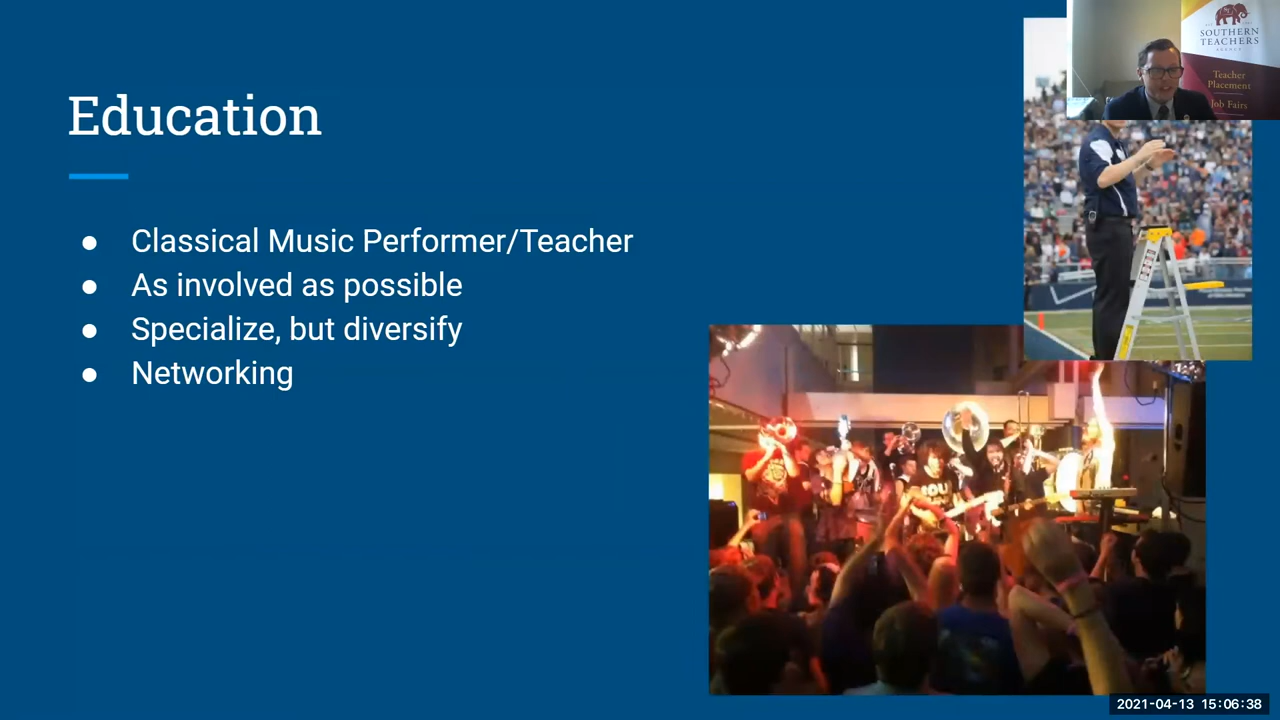 Education
Classical Music Performer/Teacher
As involved as possible
Specialize, but diversify
Networking
SOUTHERN
TEACHERS
Teacher
Placement
Job Fairs
2021-04-13 15:06:38